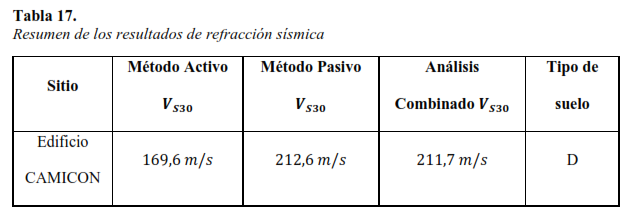 Tabla 17.
Resumen de los resultados de refracción sísmica
Sitio
Método Activo
V_{S30}
Método Pasivo
V_{S30}
Análisis
Combinado V_{S30}
Tipo de
suelo
Edificio
CAMICON
169,6 m/s
212,6 m/s
211,7 m/s
D